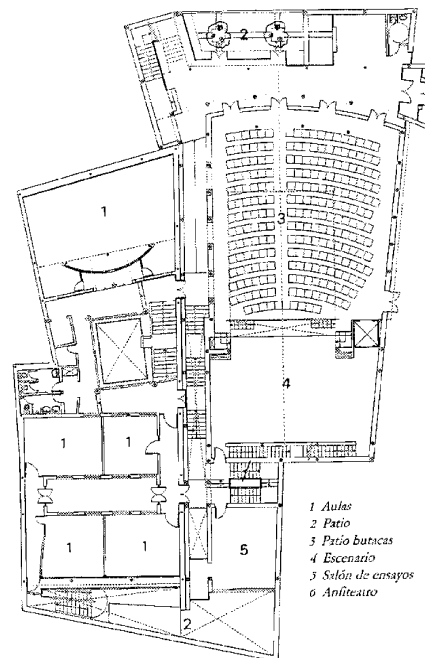 2
1
3
4
1
1
1
1
5
2
1 Aulas
2 Patio
3 Patio butacas
4 Escenario
5 Salón de ensayos
6 Anfiteatro